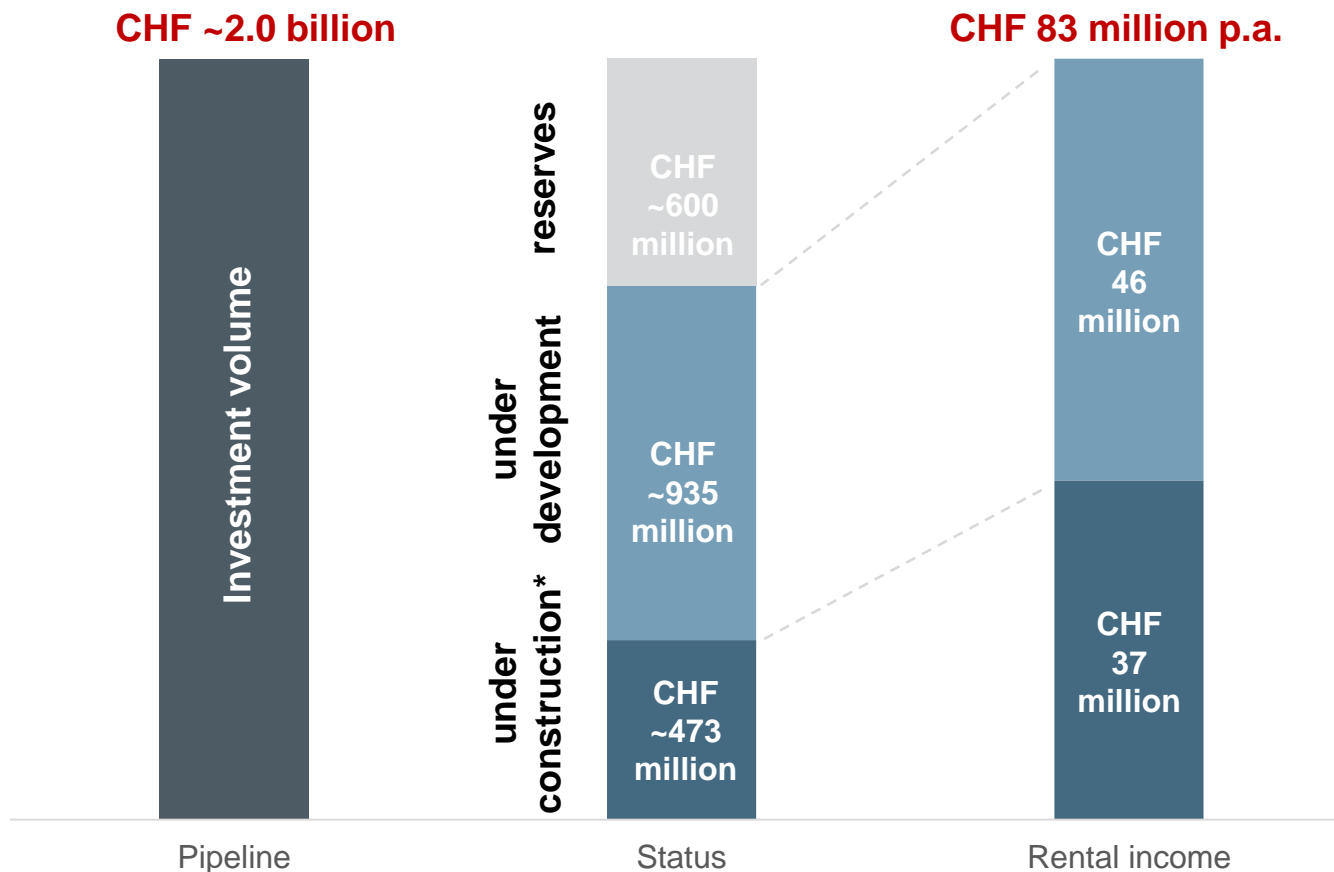 CHF ~2.0 billion
CHF 83 million p.a.
Investment volume
reserves
CHF
~600
million
under
development
CHF
~935
million
under
construction*
CHF
~473
million
CHF
46
million
CHF
37
million
Pipeline
Status
Rental income